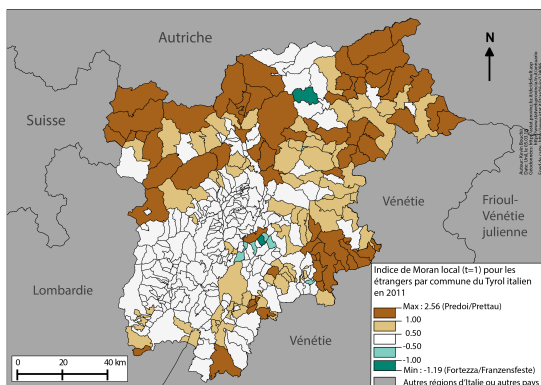 Autriche
N
Suisse
Vénétie
Frioul-
Vénétie
julienne
Lombardie
Vénétie
Indice de Moran local (t=1) pour les
étrangers par commune du Tyrol italien
en 2011
Max : 2.56 (Predoi/Prettau)
1.00
0.50
-0.50
-1.00
Min : -1.19 (Fortezza/Franzensfeste)
Autres régions d'Italie ou autres pays
0 20 40 km